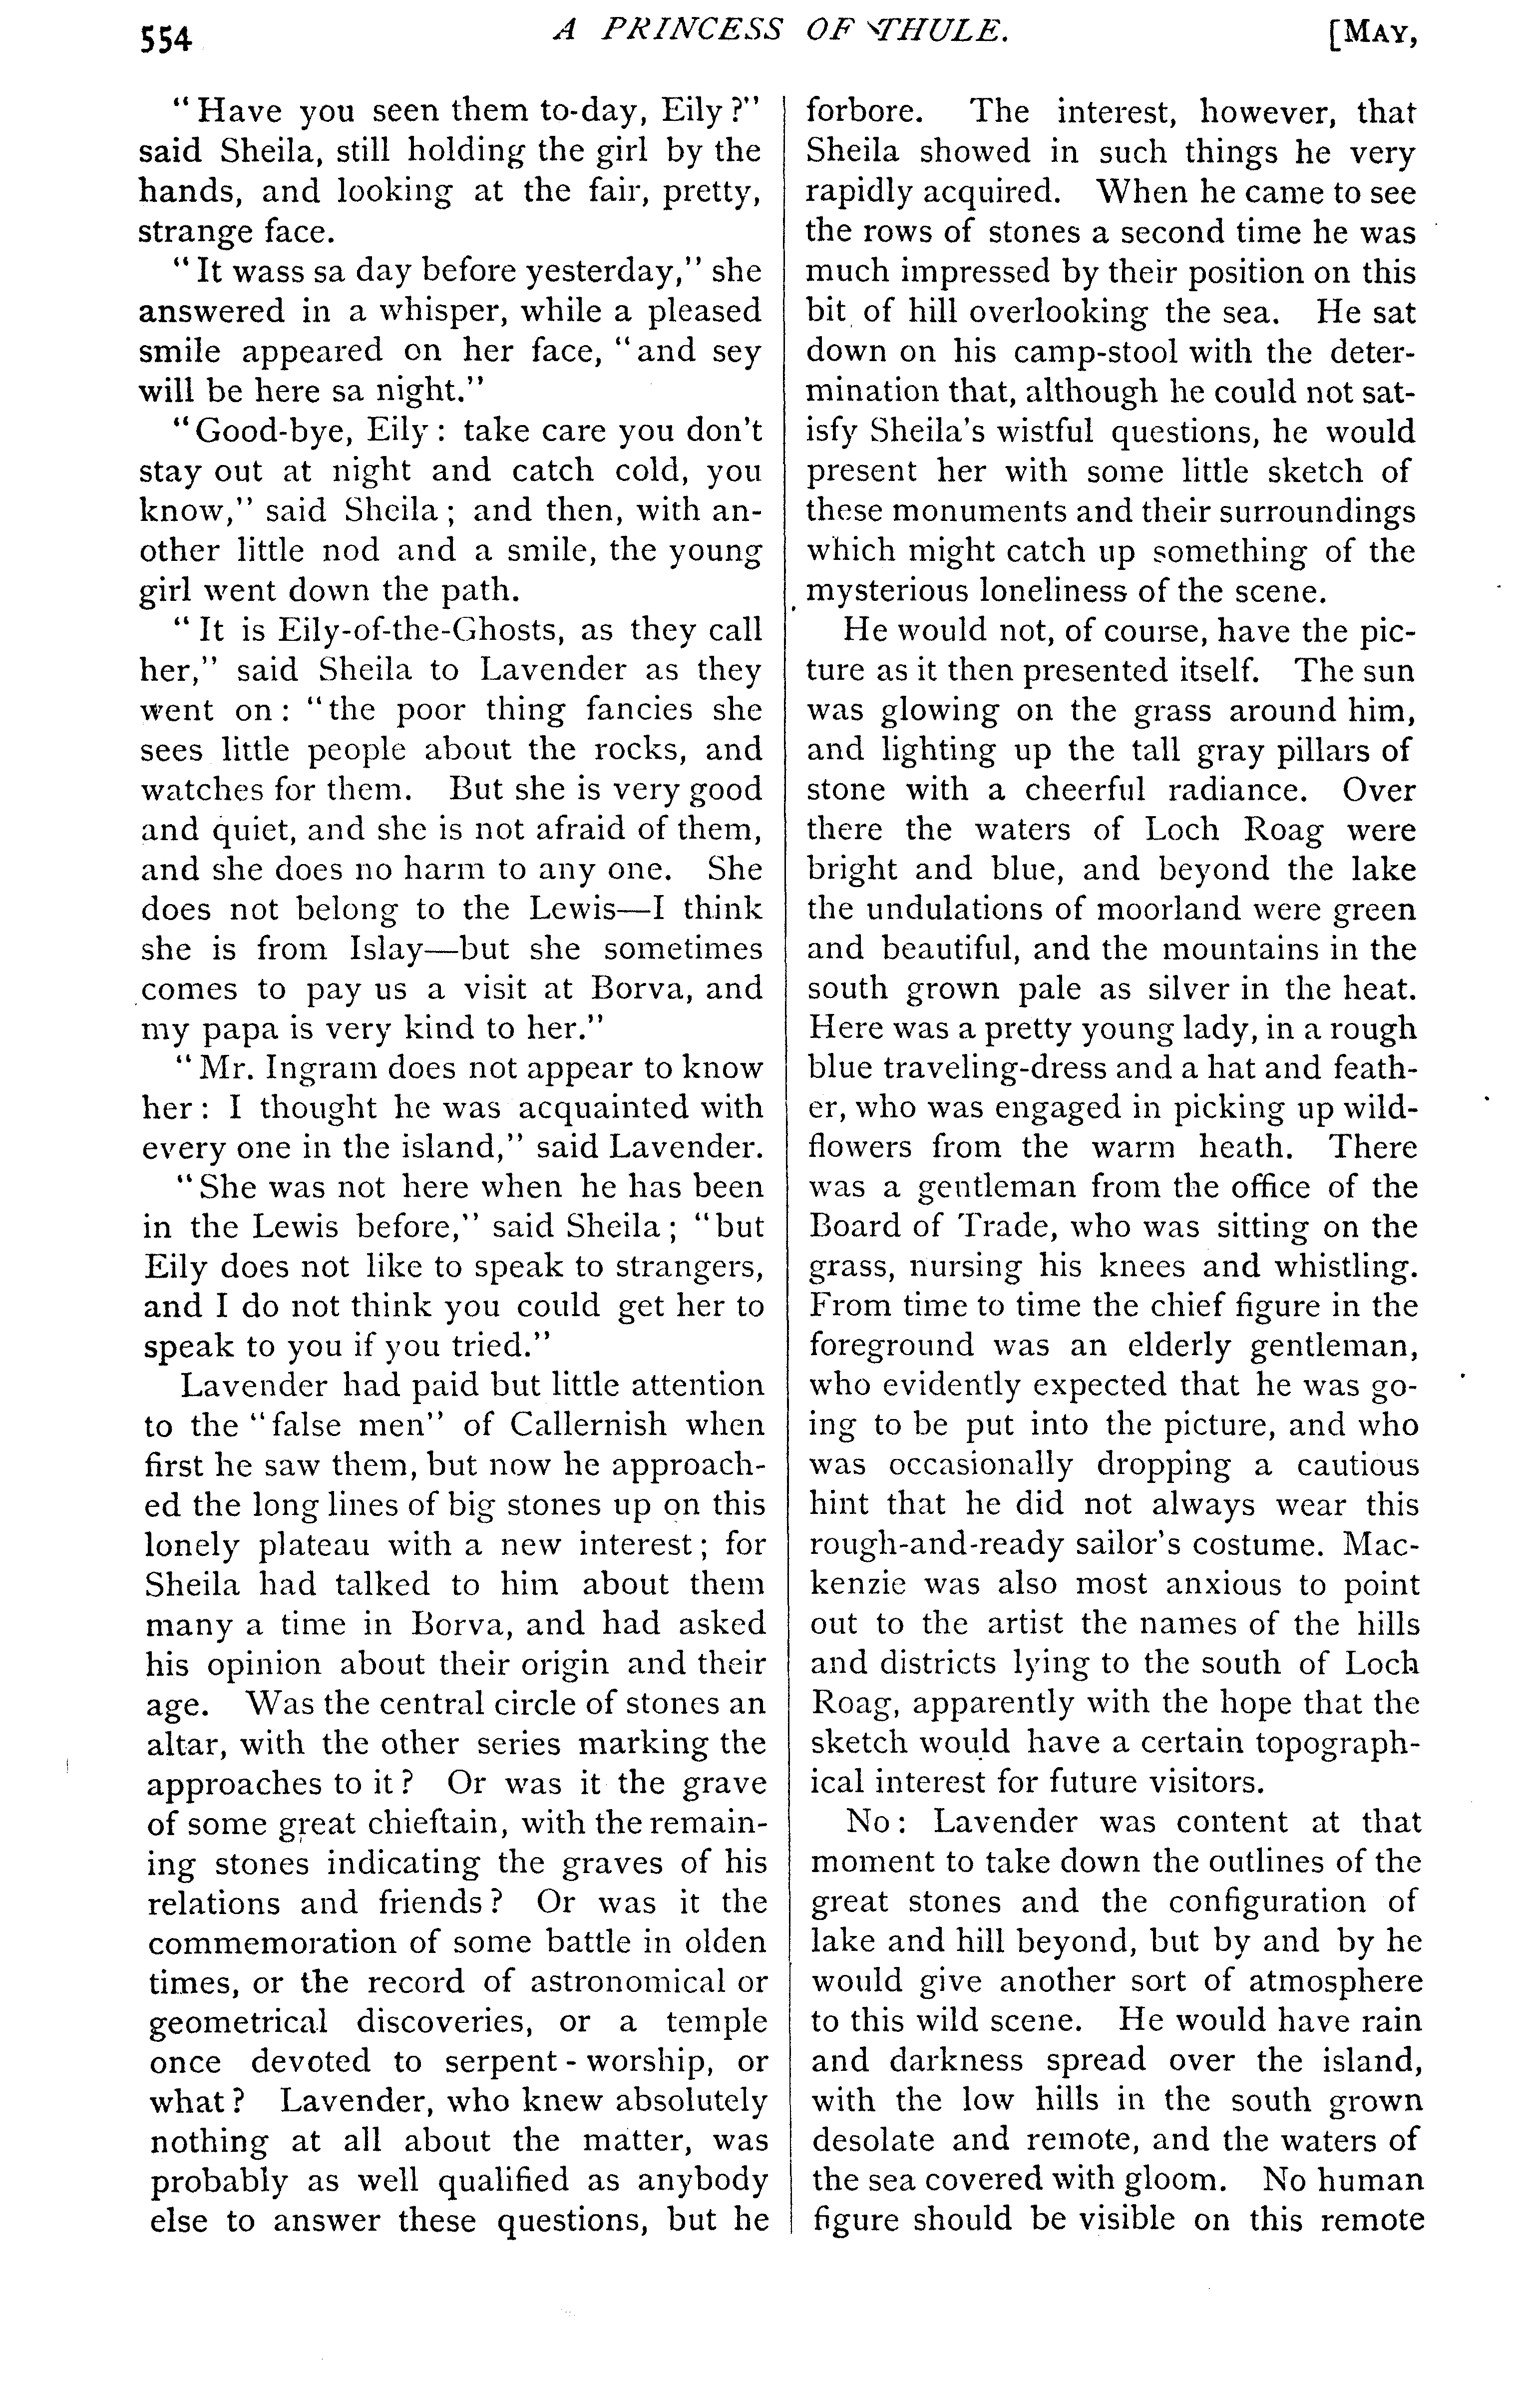 554
A PRINCESS OF THULE.
[MAY,
"Have you seen them to-day, Eily?"
said Sheila, still holding the girl by the
hands, and looking at the fair, pretty,
strange face.
"It wass sa day before yesterday," she
answered in a whisper, while a pleased
smile appeared on her face, "and sey
will be here sa night."
"Good-bye, Eily: take care you don't
stay out at night and catch cold, you
know," said Sheila; and then, with an-
other little nod and a smile, the young
girl went down the path.
"It is Eily-of-the-Ghosts, as they call
her," said Sheila to Lavender as they
went on: "the poor thing fancies she
sees little people about the rocks, and
watches for them. But she is very good
and quiet, and she is not afraid of them,
and she does no harm to any one. She
does not belong to the Lewis—I think
she is from Islay—but she sometimes
comes to pay us a visit at Borva, and
my papa is very kind to her."
"Mr. Ingram does not appear to know
her: I thought he was acquainted with
every one in the island," said Lavender.
"She was not here when he has been
in the Lewis before," said Sheila; "but
Eily does not like to speak to strangers,
and I do not think you could get her to
speak to you if you tried."
Lavender had paid but little attention
to the "false men" of Callernish when
first he saw them, but now he approach-
ed the long lines of big stones up on this
lonely plateau with a new interest; for
Sheila had talked to him about them
many a time in Borva, and had asked
his opinion about their origin and their
age. Was the central circle of stones an
altar, with the other series marking the
approaches to it? Or was it the grave
of some great chieftain, with the remain-
ing stones indicating the graves of his
relations and friends? Or was it the
commemoration of some battle in olden
times, or the record of astronomical or
geometrical discoveries, or a temple
once devoted to serpent-worship, or
what? Lavender, who knew absolutely
nothing at all about the matter, was
probably as well qualified as anybody
else to answer these questions, but he
forbore. The interest, however, that
Sheila showed in such things he very
rapidly acquired. When he came to see
the rows of stones a second time he was
much impressed by their position on this
bit of hill overlooking the sea. He sat
down on his camp-stool with the deter-
mination that, although he could not sat-
isfy Sheila's wistful questions, he would
present her with some little sketch of
these monuments and their surroundings
which might catch up something of the
mysterious loneliness of the scene.
He would not, of course, have the pic-
ture as it then presented itself. The sun
was glowing on the grass around him,
and lighting up the tall gray pillars of
stone with a cheerful radiance. Over
there the waters of Loch Roag were
bright and blue, and beyond the lake
the undulations of moorland were green
and beautiful, and the mountains in the
south grown pale as silver in the heat.
Here was a pretty young lady, in a rough
blue traveling-dress and a hat and feath-
er, who was engaged in picking up wild-
flowers from the warm heath. There
was a gentleman from the office of the
Board of Trade, who was sitting on the
grass, nursing his knees and whistling.
From time to time the chief figure in the
foreground was an elderly gentleman,
who evidently expected that he was go-
ing to be put into the picture, and who
was occasionally dropping a cautious
hint that he did not always wear this
rough-and-ready sailor's costume. Mac-
kenzie was also most anxious to point
out to the artist the names of the hills
and districts lying to the south of Loch
Roag, apparently with the hope that the
sketch would have a certain topograph-
ical interest for future visitors.
No: Lavender was content at that
moment to take down the outlines of the
great stones and the configuration of
lake and hill beyond, but by and by he
would give another sort of atmosphere
to this wild scene. He would have rain
and darkness spread over the island,
with the low hills in the south grown
desolate and remote, and the waters of
the sea covered with gloom. No human
figure should be visible on this remote